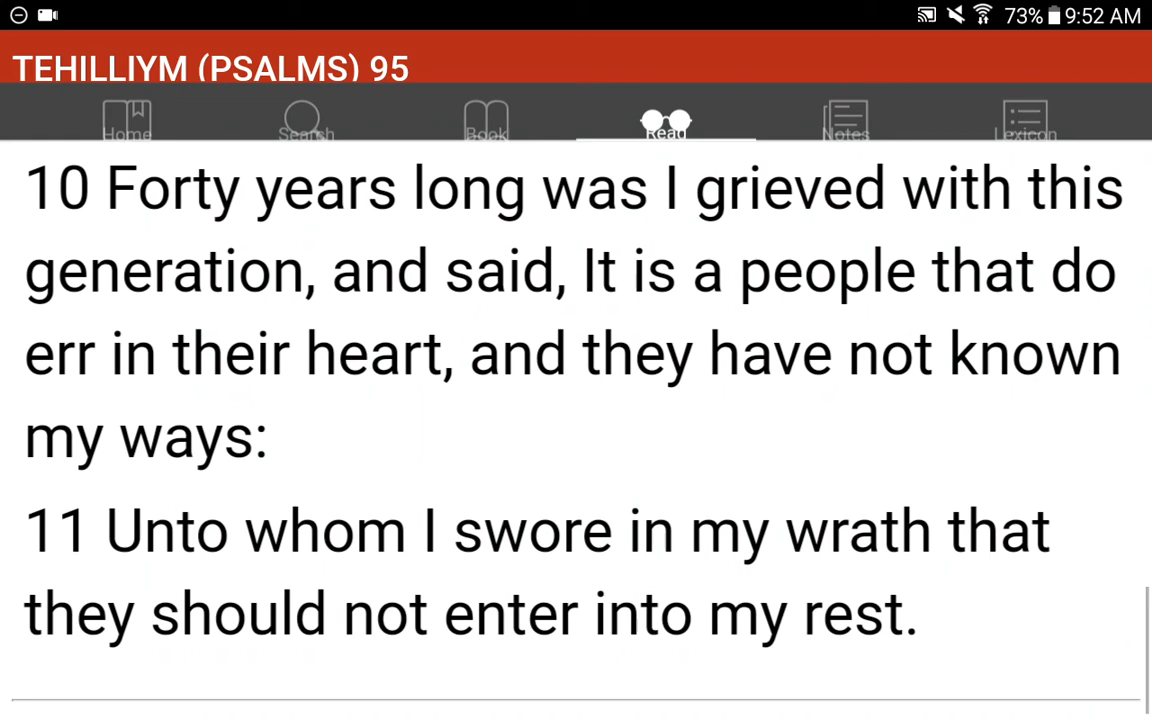 73% 9:52 AM
TEHILLIYM (PSALMS) 95
Home Search Book Read Notes Lexicon
10 Forty years long was I grieved with this
generation, and said, It is a people that do
err in their heart, and they have not known
my ways:
11 Unto whom I swore in my wrath that
they should not enter into my rest.